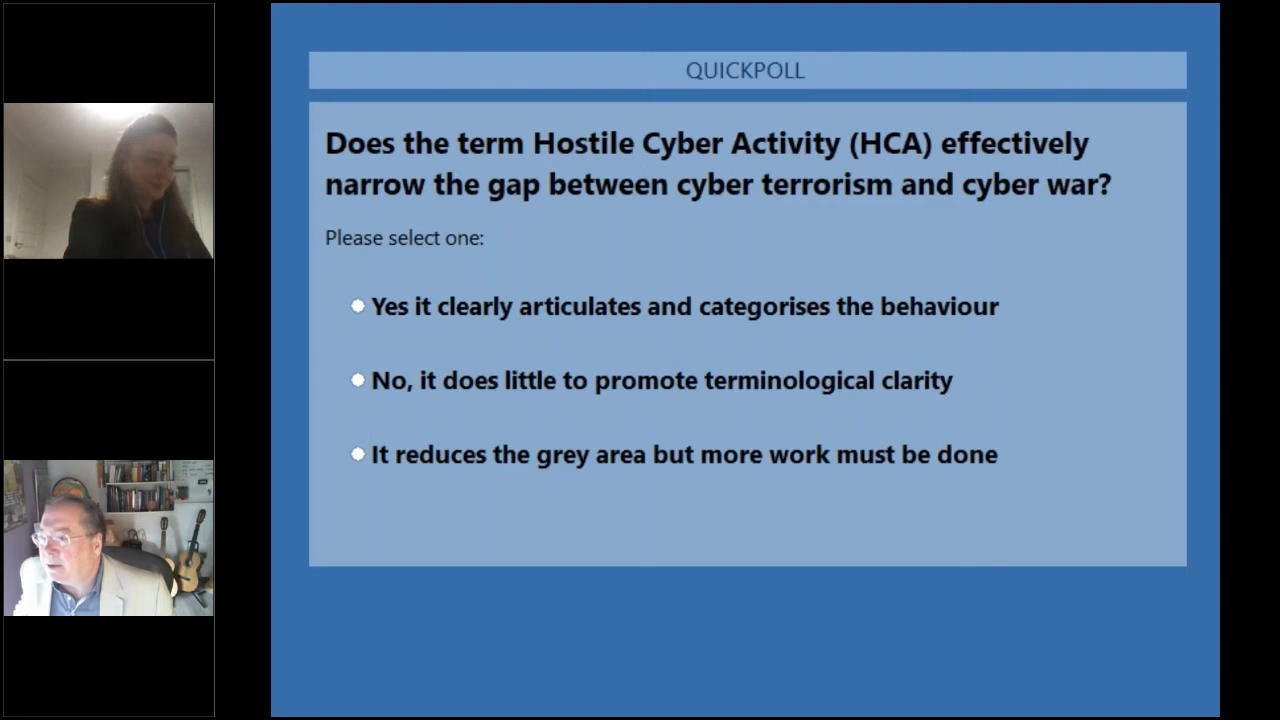 QUICKPOLL
Does the term Hostile Cyber Activity (HCA) effectively
narrow the gap between cyber terrorism and cyber war?
Please select one:
Yes it clearly articulates and categorises the behaviour
No, it does little to promote terminological clarity
It reduces the grey area but more work must be done